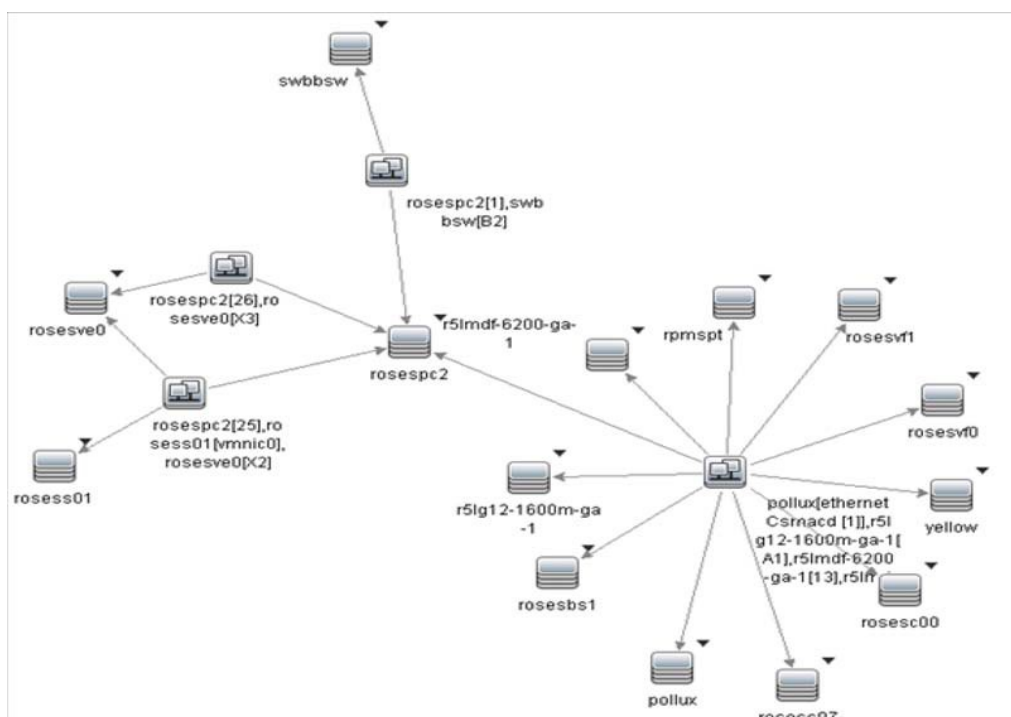 swbbsw
rosespc2[1],swb
bsw[B2]
rosespc2[26],ro
sesve0[X3]
rosesve0
r5lmdf-6200-ga-
1
rpmspt
rosesvf1
rosespc2
rosespc2[25],ro
sess01[vmnic0],
rosesve0[X2]
rosesvf0
rosess01
r5lg12-1600m-ga
-1
pollux[ethernet
Csmacd [1]],r5l
g12-1600m-ga-1[
A1],r5lmdf-6200
-ga-1[13],r5lm
yellow
rosesbs1
rosesc00
pollux